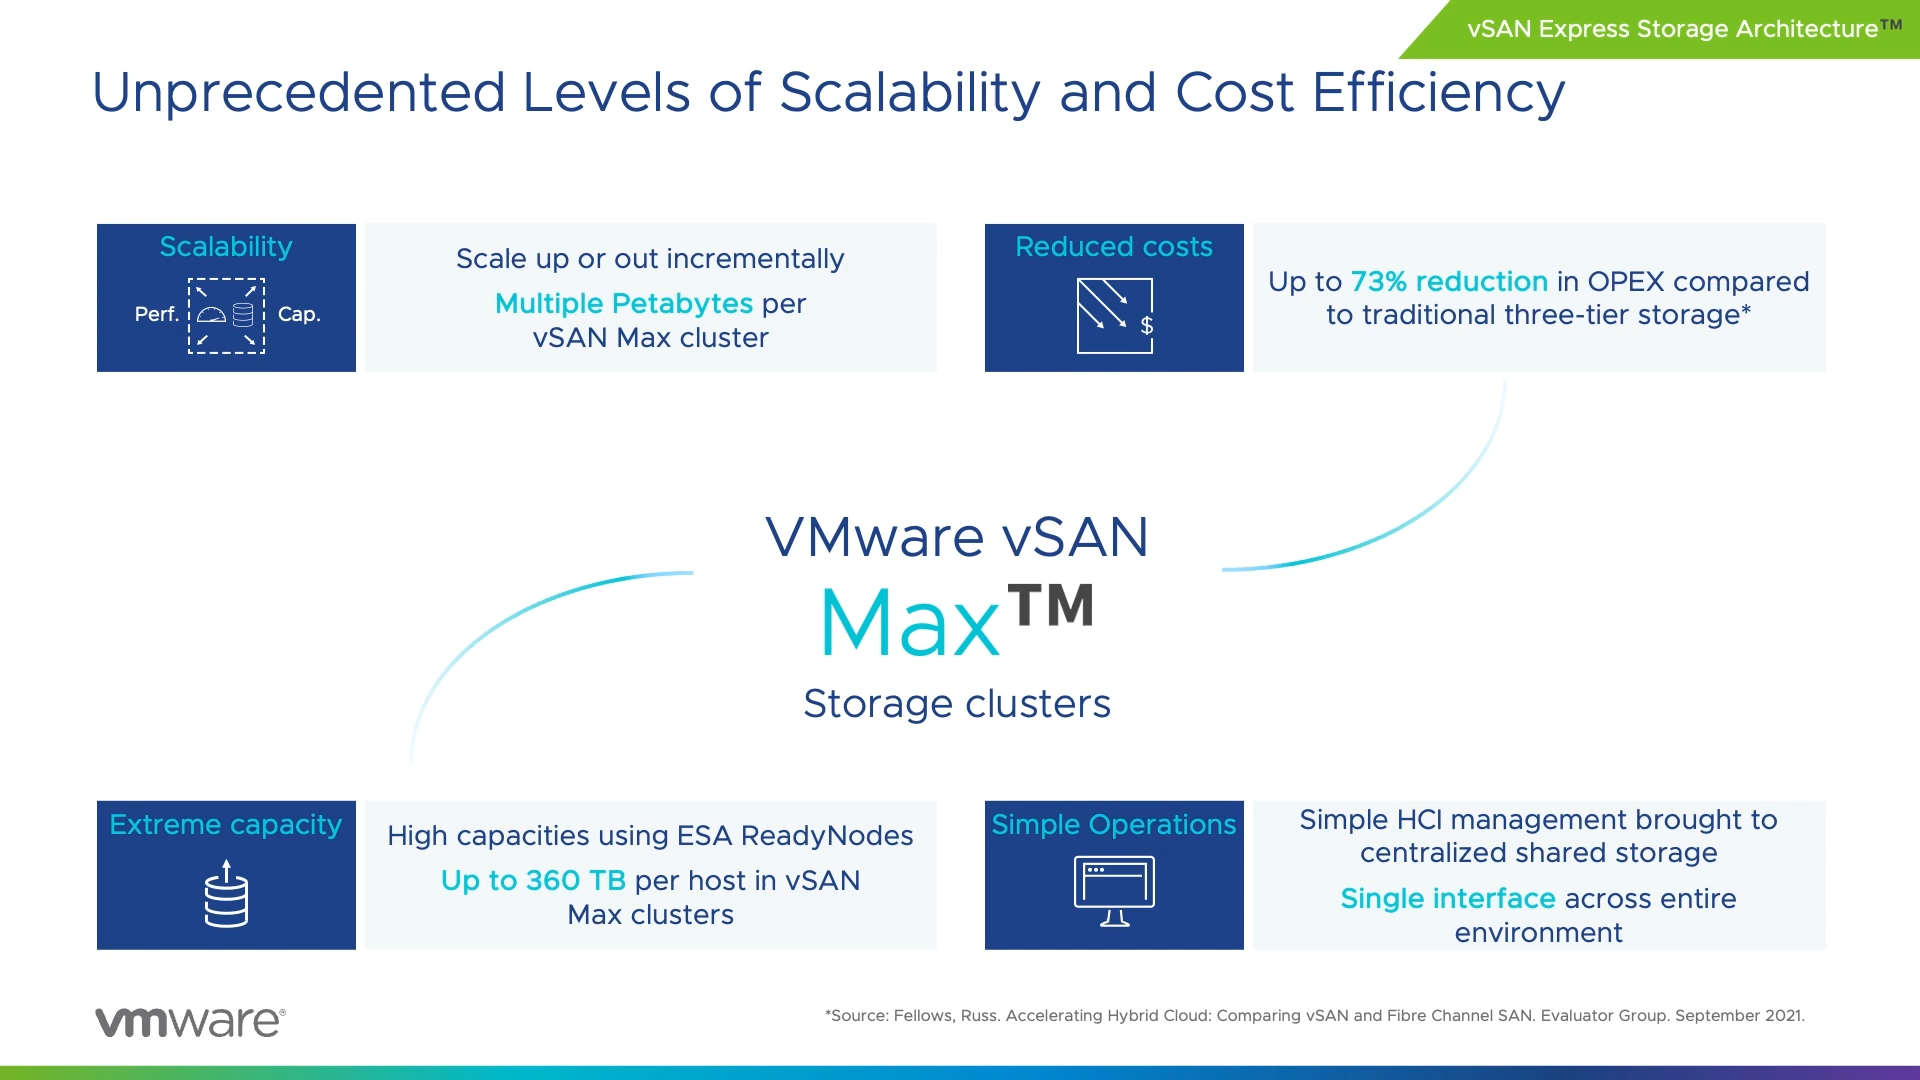 vSAN Express Storage Architecture™
Unprecedented Levels of Scalability and Cost Efficiency
Scalability
Perf.
Cap.
Scale up or out incrementally
Multiple Petabytes per
vSAN Max cluster
Reduced costs
$
Up to 73% reduction in OPEX compared
to traditional three-tier storage*
VMware vSAN
Max™
Storage clusters
Extreme capacity
High capacities using ESA ReadyNodes
Up to 360 TB per host in vSAN
Max clusters
Simple Operations
Simple HCI management brought to
centralized shared storage
Single interface across entire
environment
vmware®
*Source: Fellows, Russ. Accelerating Hybrid Cloud: Comparing vSAN and Fibre Channel SAN. Evaluator Group. September 2021.